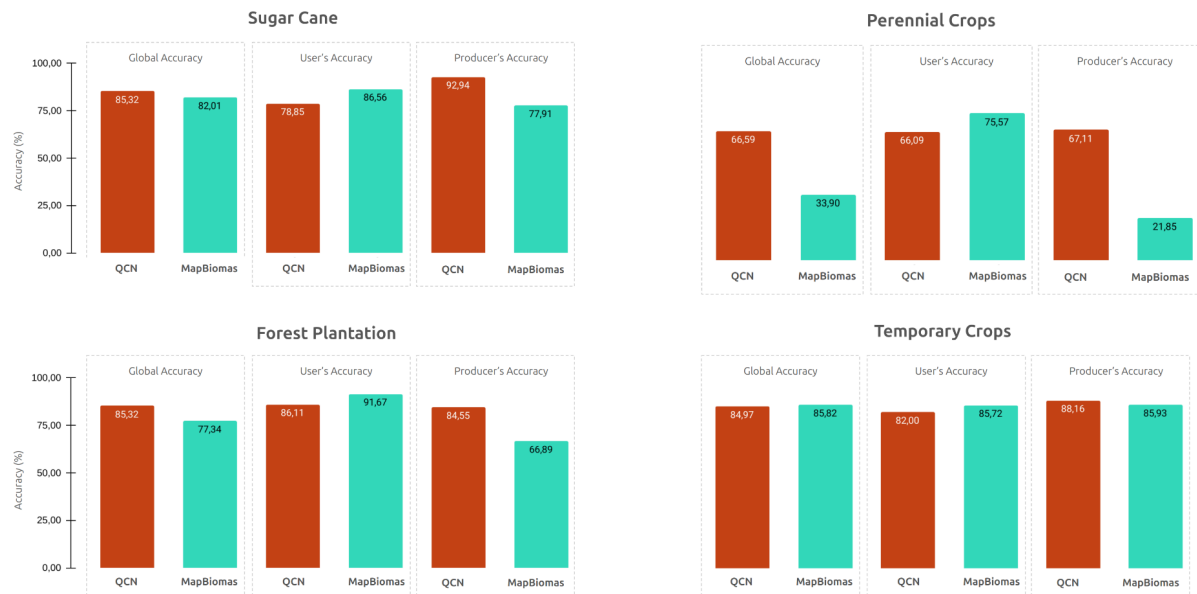 Sugar Cane
Global Accuracy
User's Accuracy
Producer's Accuracy
100,00
75,00
50,00
25,00
0,00
Accuracy (%)
85,32
82,01
78,85
86,56
92,94
77,91
QCN
MapBiomas
QCN
MapBiomas
QCN
MapBiomas
Perennial Crops
Global Accuracy
User's Accuracy
Producer's Accuracy
66,59
33,90
66,09
75,57
67,11
21,85
QCN
MapBiomas
QCN
MapBiomas
QCN
MapBiomas
Forest Plantation
Global Accuracy
User's Accuracy
Producer's Accuracy
100,00
75,00
50,00
25,00
0,00
Accuracy (%)
85,32
77,34
86,11
91,67
84,55
66,89
QCN
MapBiomas
QCN
MapBiomas
QCN
MapBiomas
Temporary Crops
Global Accuracy
User's Accuracy
Producer's Accuracy
84,97
85,82
82,00
85,72
88,16
85,93
QCN
MapBiomas
QCN
MapBiomas
QCN
MapBiomas